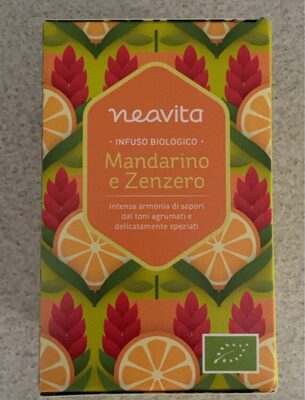 neavita
· INFUSO BIOLOGICO ·
Mandarino
e Zenzero
Intensa armonia di sapori
dai toni agrumati e
delicatamente speziati